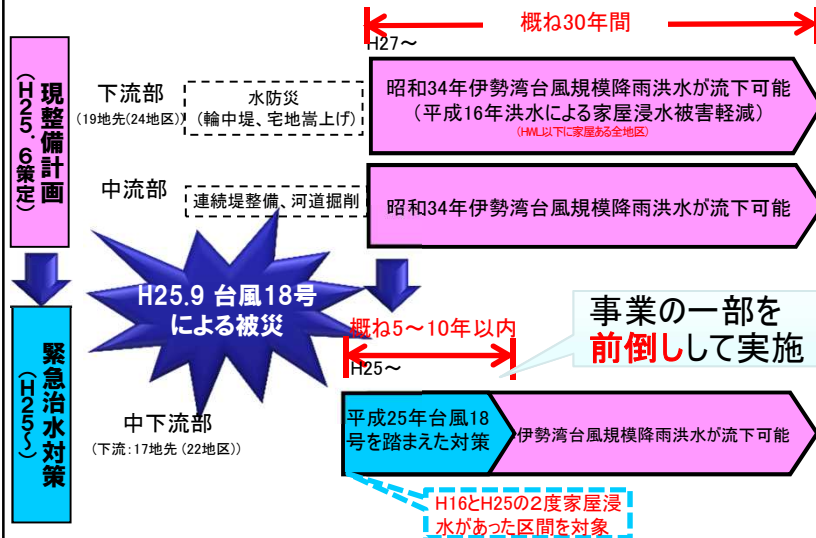 概ね30年間
H27~
現整備計画
(H25.6策定)
下流部
(19地先(24地区))
水防災
(輪中堤、宅地嵩上げ)
昭和34年伊勢湾台風規模降雨洪水が流下可能
(平成16年洪水による家屋浸水被害軽減)
(HWL以下に家屋ある全地区)
中流部
連続堤整備、河道掘削
昭和34年伊勢湾台風規模降雨洪水が流下可能
H25.9 台風18号
による被災
概ね5~10年以内
H25~
事業の一部を
前倒しして実施
緊急治水対策
(H25~)
中下流部
(下流:17地先(22地区))
平成25年台風18
号を踏まえた対策
伊勢湾台風規模降雨洪水が流下可能
H16とH25の2度家屋浸
水があった区間を対象